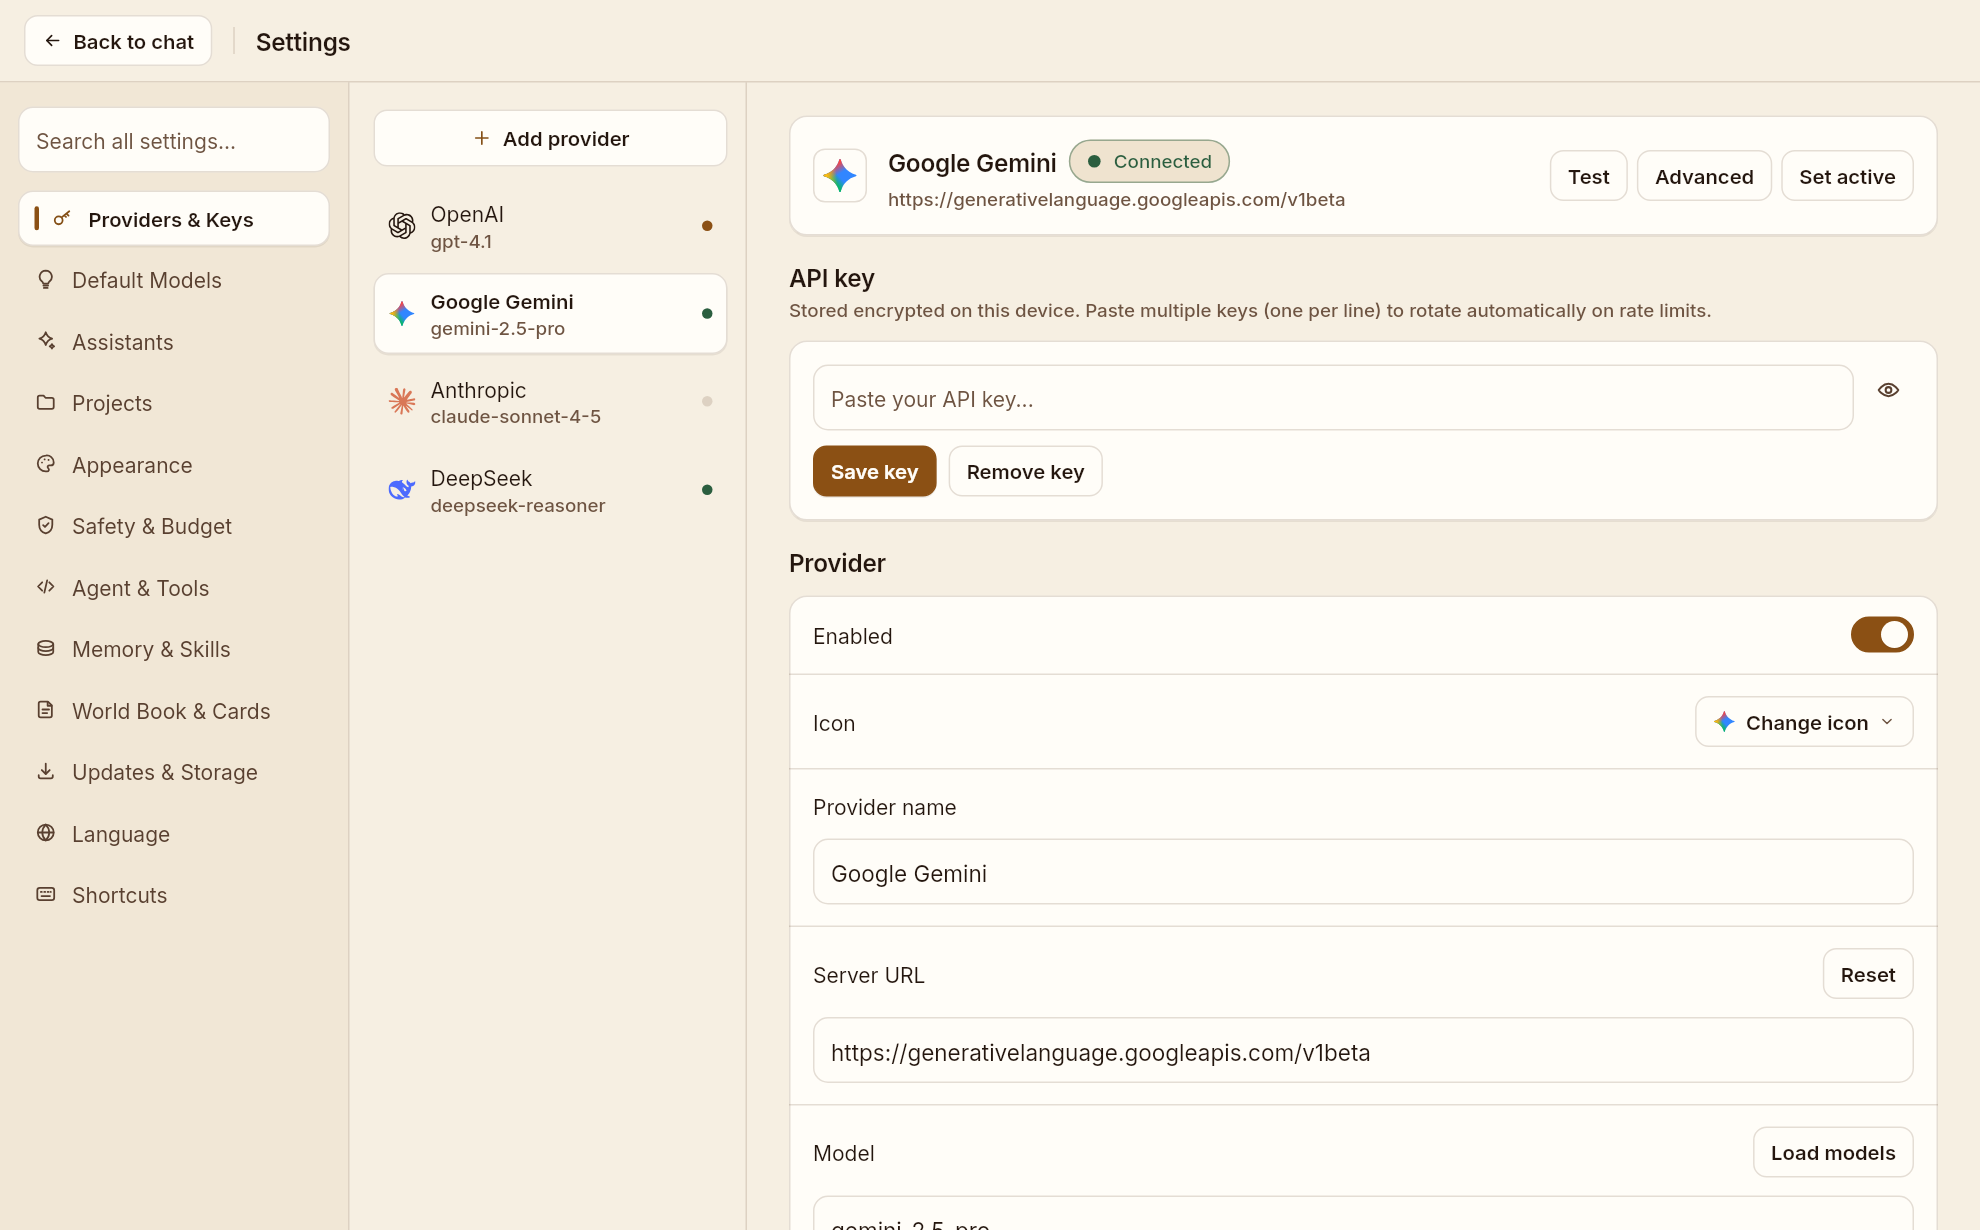 Back to chat
Settings
Search all settings...
Providers & Keys
Default Models
Assistants
Projects
Appearance
Safety & Budget
Agent & Tools
Memory & Skills
World Book & Cards
Updates & Storage
Language
Shortcuts
Add provider
OpenAI
gpt-4.1
Google Gemini
gemini-2.5-pro
Anthropic
claude-sonnet-4-5
DeepSeek
deepseek-reasoner
Google Gemini
Connected
https://generativelanguage.googleapis.com/v1beta
Test
Advanced
Set active
API key
Stored encrypted on this device. Paste multiple keys (one per line) to rotate automatically on rate limits.
Paste your API key...
Save key
Remove key
Provider
Enabled
Icon
Change icon
Provider name
Google Gemini
Server URL
Reset
https://generativelanguage.googleapis.com/v1beta
Model
Load models
gemini-2.5-pro